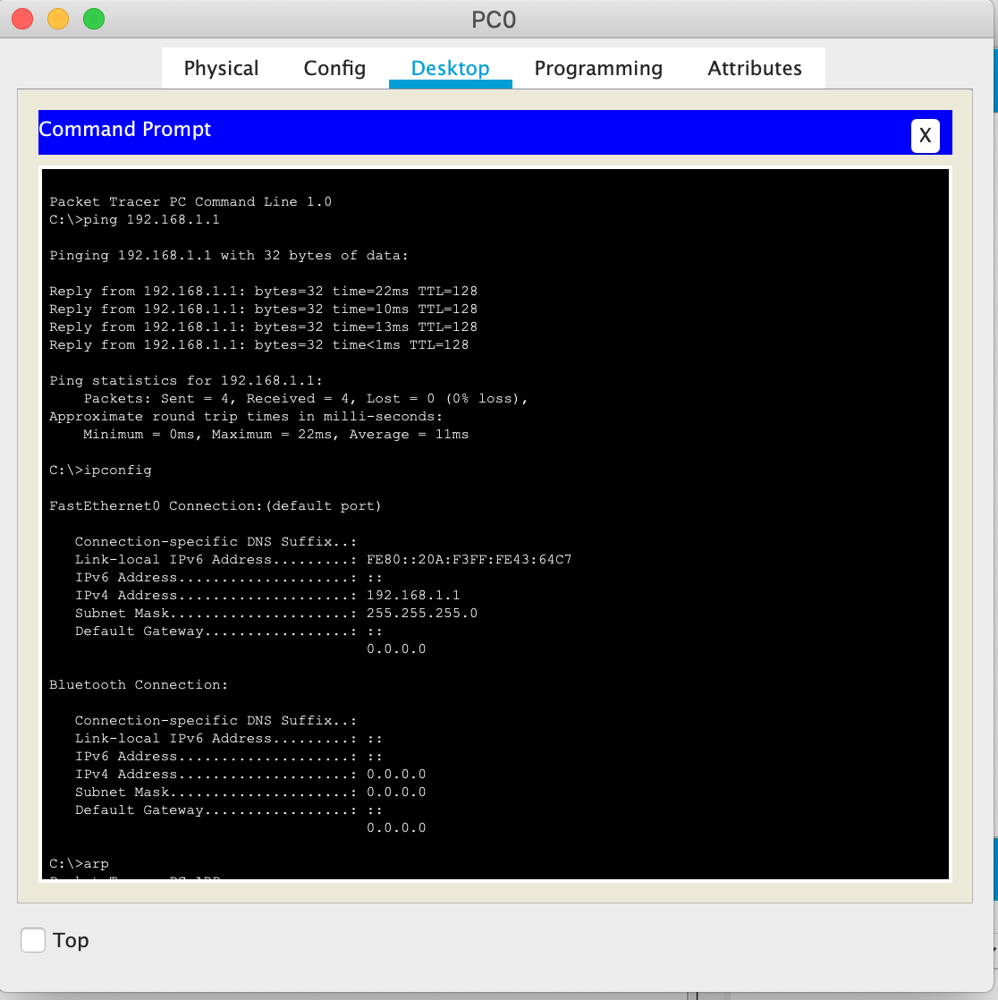 PC0
Physical Config Desktop Programming Attributes
Command Prompt
X
Packet Tracer PC Command Line 1.0
C:\>ping 192.168.1.1
Pinging 192.168.1.1 with 32 bytes of data:
Reply from 192.168.1.1: bytes=32 time=22ms TTL=128
Reply from 192.168.1.1: bytes=32 time=10ms TTL=128
Reply from 192.168.1.1: bytes=32 time=13ms TTL=128
Reply from 192.168.1.1: bytes=32 time<1ms TTL=128
Ping statistics for 192.168.1.1:
Packets: Sent = 4, Received = 4, Lost = 0 (0% loss),
Approximate round trip times in milli-seconds:
Minimum = 0ms, Maximum = 22ms, Average = 11ms
C:\>ipconfig
FastEthernet0 Connection:(default port)
Connection-specific DNS Suffix..:
Link-local IPv6 Address.........: FE80::20A:F3FF:FE43:64C7
IPv6 Address....................: ::
IPv4 Address....................: 192.168.1.1
Subnet Mask.....................: 255.255.255.0
Default Gateway.................: ::
0.0.0.0
Bluetooth Connection:
Connection-specific DNS Suffix..:
Link-local IPv6 Address.........: ::
IPv6 Address....................: ::
IPv4 Address....................: 0.0.0.0
Subnet Mask.....................: 0.0.0.0
Default Gateway.................: ::
0.0.0.0
C:\>arp
Top